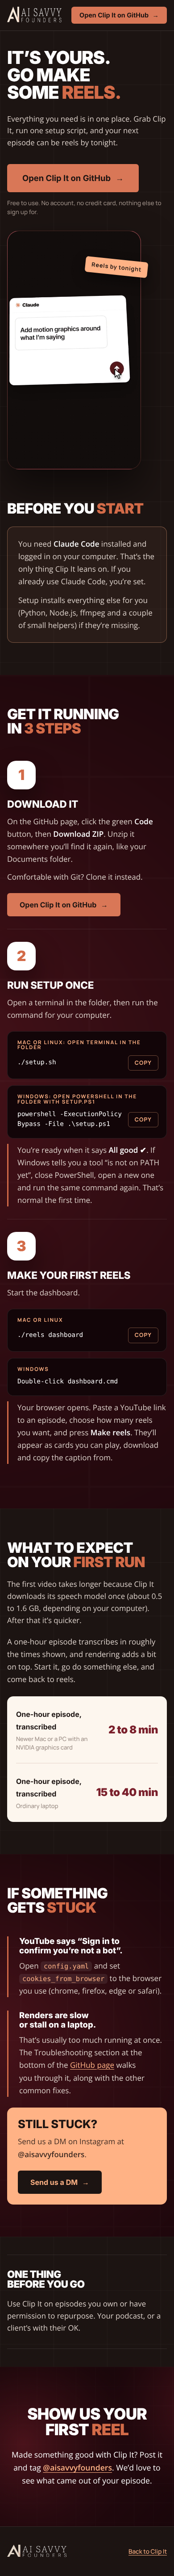 AI SAVVY
FOUNDERS
Open Clip It on GitHub →
IT'S YOURS.
GO MAKE
SOME REELS.
Everything you need is in one place. Grab Clip
It, run one setup script, and your next
episode can be reels by tonight.
Open Clip It on GitHub →
Free to use. No account, no credit card, nothing else to
sign up for.
Reels by tonight
Claude
Add motion graphics around
what I'm saying
BEFORE YOU START
You need Claude Code installed and
logged in on your computer. That's the
only thing Clip It leans on. If you
already use Claude Code, you're set.
Setup installs everything else for you
(Python, Node.js, ffmpeg and a couple
of small helpers) if they're missing.
GET IT RUNNING
IN 3 STEPS
1
DOWNLOAD IT
On the GitHub page, click the green Code
button, then Download ZIP. Unzip it
somewhere you'll find it again, like your
Documents folder.
Comfortable with Git? Clone it instead.
Open Clip It on GitHub →
2
RUN SETUP ONCE
Open a terminal in the folder, then run the
command for your computer.
MAC OR LINUX: OPEN TERMINAL IN THE
FOLDER
./setup.sh
COPY
WINDOWS: OPEN POWERSHELL IN THE
FOLDER WITH SETUP.PS1
powershell -ExecutionPolicy
Bypass -File .\setup.ps1
COPY
You're ready when it says All good ✔. If
Windows tells you a tool "is not on PATH
yet", close PowerShell, open a new one
and run the same command again. That's
normal the first time.
3
MAKE YOUR FIRST REELS
Start the dashboard.
MAC OR LINUX
./reels dashboard
COPY
WINDOWS
Double-click dashboard.cmd
Your browser opens. Paste a YouTube link
to an episode, choose how many reels
you want, and press Make reels. They'll
appear as cards you can play, download
and copy the caption from.
WHAT TO EXPECT
ON YOUR FIRST RUN
The first video takes longer because Clip It
downloads its speech model once (about 0.5
to 1.6 GB, depending on your computer).
After that it's quicker.
A one-hour episode transcribes in roughly
the times shown, and rendering adds a bit
on top. Start it, go do something else, and
come back to reels.
One-hour episode,
transcribed
Newer Mac or a PC with an
NVIDIA graphics card
2 to 8 min
One-hour episode,
transcribed
Ordinary laptop
15 to 40 min
IF SOMETHING
GETS STUCK
YouTube says "Sign in to
confirm you're not a bot".
Open config.yaml and set
cookies_from_browser to the browser
you use (chrome, firefox, edge or safari).
Renders are slow
or stall on a laptop.
That's usually too much running at once.
The Troubleshooting section at the
bottom of the GitHub page walks
you through it, along with the other
common fixes.
STILL STUCK?
Send us a DM on Instagram at
@aisavvyfounders.
Send us a DM →
ONE THING
BEFORE YOU GO
Use Clip It on episodes you own or have
permission to repurpose. Your podcast, or a
client's with their OK.
SHOW US YOUR
FIRST REEL
Made something good with Clip It? Post it
and tag @aisavvyfounders. We'd love to
see what came out of your episode.
AI SAVVY
FOUNDERS
Back to Clip It